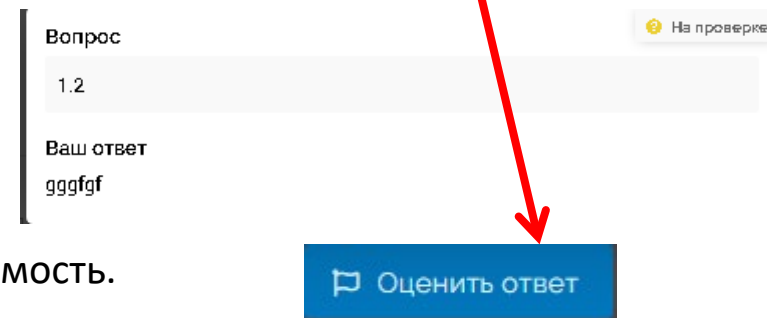 Вопрос
На проверке
1.2
Ваш ответ
gggfgf
мость.
Оценить ответ